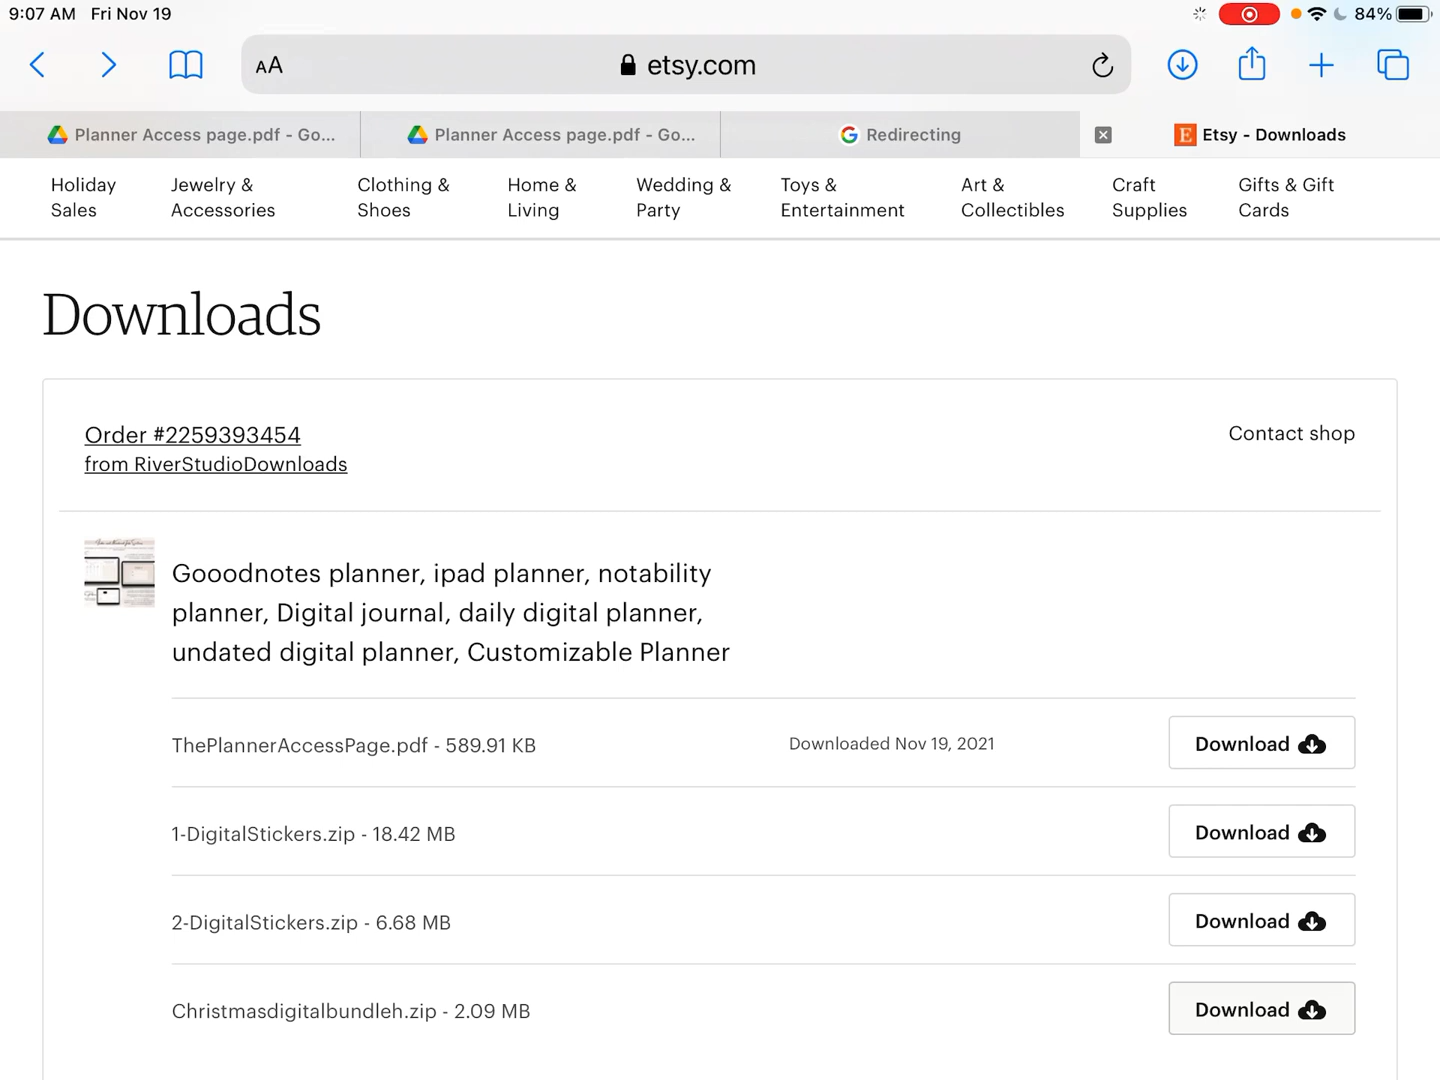 9:07 AM Fri Nov 19
84%
AA
etsy.com
Planner Access page.pdf - Go...
Planner Access page.pdf - Go...
Redirecting
Etsy - Downloads
Holiday Sales
Jewelry & Accessories
Clothing & Shoes
Home & Living
Wedding & Party
Toys & Entertainment
Art & Collectibles
Craft Supplies
Gifts & Gift Cards
Downloads
Order #2259393454
from RiverStudioDownloads
Contact shop
Gooodnotes planner, ipad planner, notability
planner, Digital journal, daily digital planner,
undated digital planner, Customizable Planner
ThePlannerAccessPage.pdf - 589.91 KB
Downloaded Nov 19, 2021
Download
1-DigitalStickers.zip - 18.42 MB
Download
2-DigitalStickers.zip - 6.68 MB
Download
Christmasdigitalbundleh.zip - 2.09 MB
Download